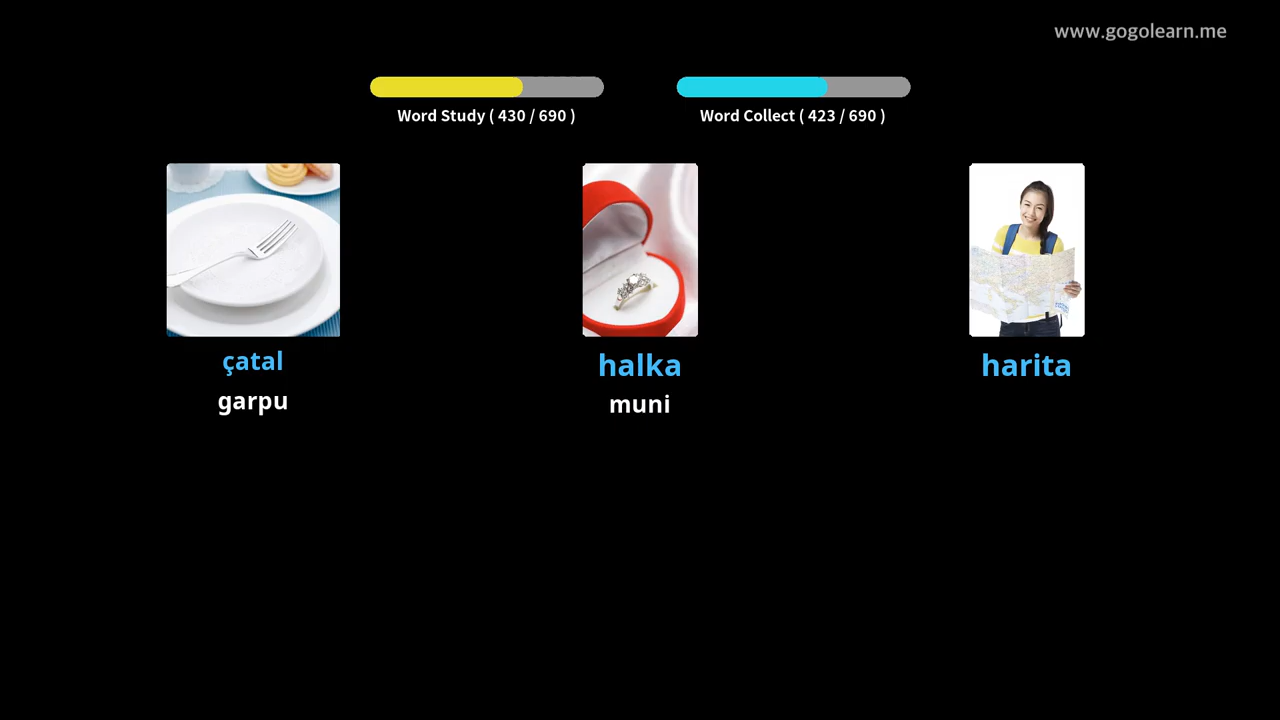 www.gogolearn.me
Word Study ( 430 / 690 )
Word Collect ( 423 / 690 )
çatal
garpu
halka
muni
harita